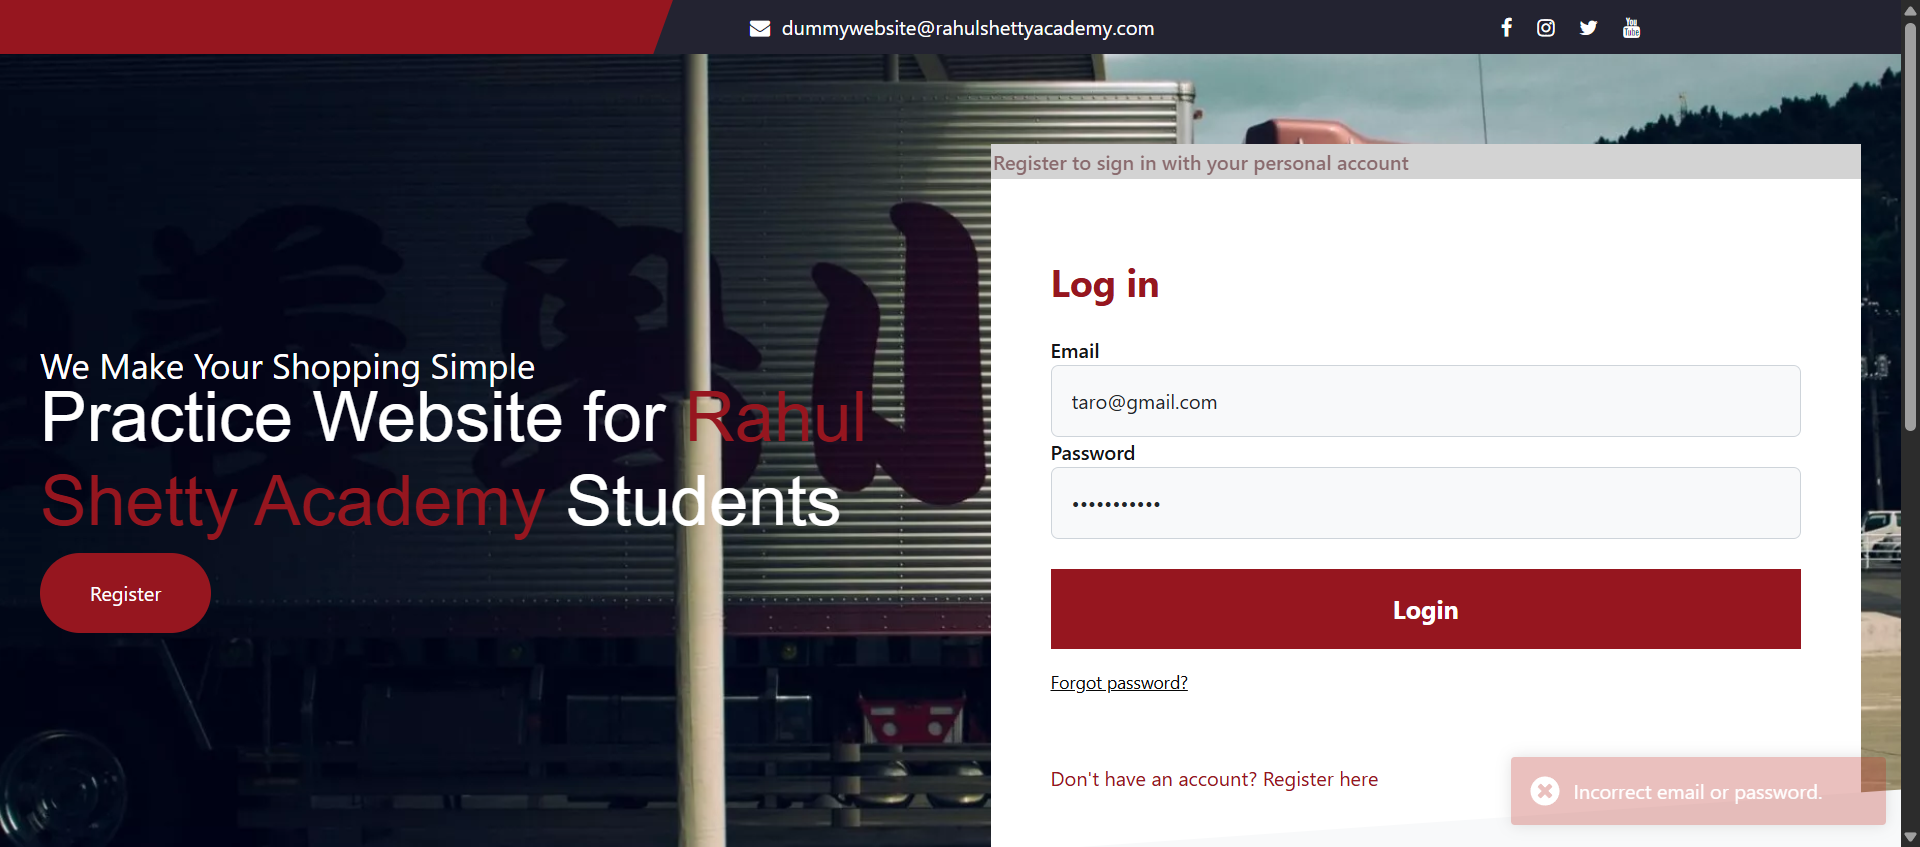 dummywebsite@rahulshettyacademy.com
You
Tube
Register to sign in with your personal account
We Make Your Shopping Simple
Practice Website for Rahul
Shetty Academy Students
Register
Log in
Email
taro@gmail.com
Password
•••••••••••
Login
Forgot password?
Don't have an account? Register here
Incorrect email or password.